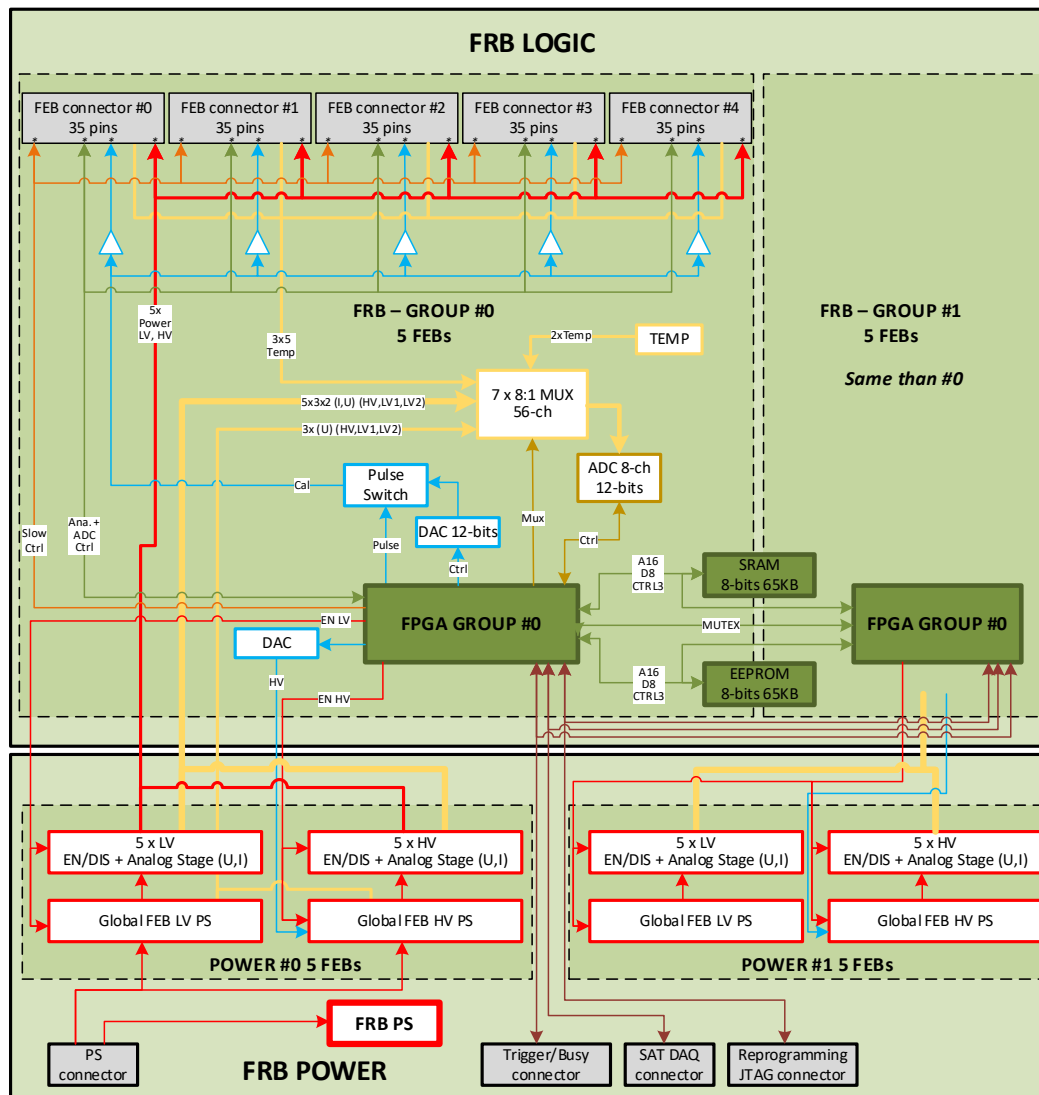 FRB LOGIC
FEB connector #0
35 pins
FEB connector #1
35 pins
FEB connector #2
35 pins
FEB connector #3
35 pins
FEB connector #4
35 pins
* * * *
* * * *
* * * *
* * * *
* * * *
5x
Power
LV, HV
3x5
Temp
FRB – GROUP #0
5 FEBs
FRB – GROUP #1
5 FEBs
Same than #0
2xTemp
TEMP
5x3x2 (I,U) (HV,LV1,LV2)
3x (U) (HV,LV1,LV2)
7 x 8:1 MUX
56-ch
ADC 8-ch
12-bits
Cal
Pulse
Switch
DAC 12-bits
Mux
Slow
Ctrl
Ana. +
ADC
Ctrl
Pulse
Ctrl
Ctrl
A16
D8
CTRL3
SRAM
8-bits 65KB
EN LV
FPGA GROUP #0
MUTEX
FPGA GROUP #0
DAC
HV
EN HV
A16
D8
CTRL3
EEPROM
8-bits 65KB
5 x LV
EN/DIS + Analog Stage (U,I)
5 x HV
EN/DIS + Analog Stage (U,I)
5 x LV
EN/DIS + Analog Stage (U,I)
5 x HV
EN/DIS + Analog Stage (U,I)
Global FEB LV PS
Global FEB HV PS
Global FEB LV PS
Global FEB HV PS
POWER #0 5 FEBs
POWER #1 5 FEBs
FRB PS
PS
connector
FRB POWER
Trigger/Busy
connector
SAT DAQ
connector
Reprogramming
JTAG connector